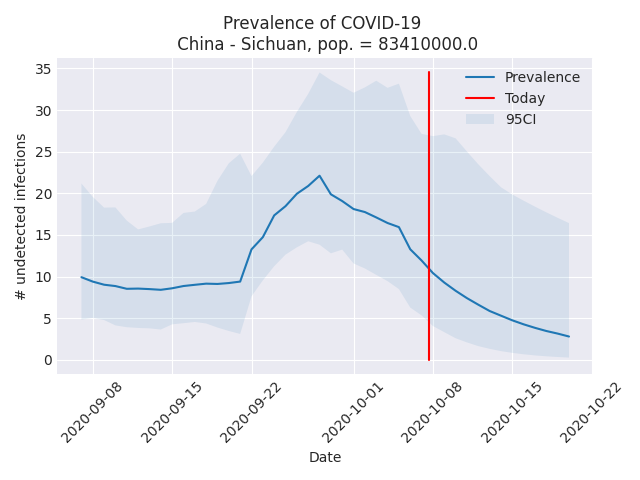 Prevalence of COVID-19
China - Sichuan, pop. = 83410000.0
Prevalence
Today
95CI
# undetected infections
35
30
25
20
15
10
5
0
2020-09-08
2020-09-15
2020-09-22
2020-10-01
2020-10-08
2020-10-15
2020-10-22
Date